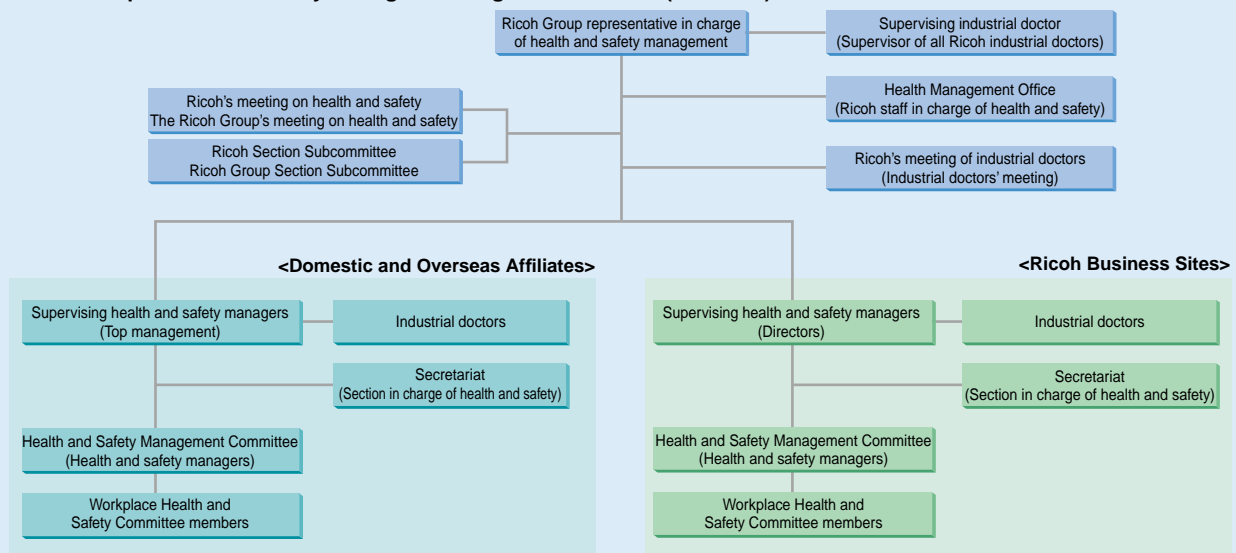 Ricoh Group representative in charge
of health and safety management
Supervising industrial doctor
(Supervisor of all Ricoh industrial doctors)
Health Management Office
(Ricoh staff in charge of health and safety)
Ricoh's meeting on health and safety
The Ricoh Group's meeting on health and safety
Ricoh Section Subcommittee
Ricoh Group Section Subcommittee
Ricoh's meeting of industrial doctors
(Industrial doctors' meeting)
<Domestic and Overseas Affiliates>
Supervising health and safety managers
(Top management)
Industrial doctors
Secretariat
(Section in charge of health and safety)
Health and Safety Management Committee
(Health and safety managers)
Workplace Health and
Safety Committee members
<Ricoh Business Sites>
Supervising health and safety managers
(Directors)
Industrial doctors
Secretariat
(Section in charge of health and safety)
Health and Safety Management Committee
(Health and safety managers)
Workplace Health and
Safety Committee members